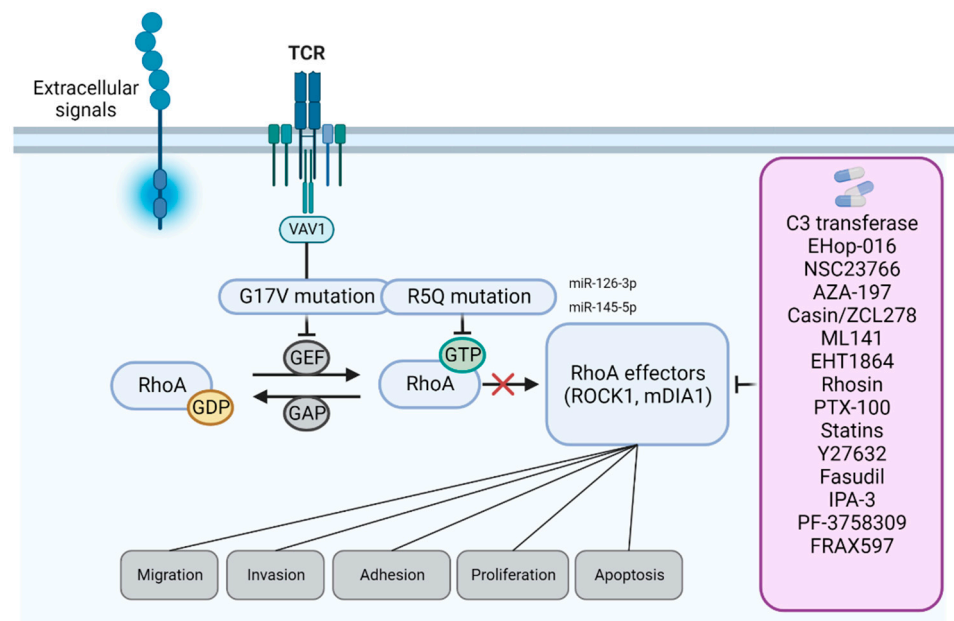 Extracellular
signals
TCR
VAV1
G17V mutation
R5Q mutation
miR-126-3p
miR-145-5p
GEF
GTP
RhoA
GDP
GAP
RhoA
RhoA effectors
(ROCK1, mDIA1)
Migration
Invasion
Adhesion
Proliferation
Apoptosis
C3 transferase
EHop-016
NSC23766
AZA-197
Casin/ZCL278
ML141
EHT1864
Rhosin
PTX-100
Statins
Y27632
Fasudil
IPA-3
PF-3758309
FRAX597